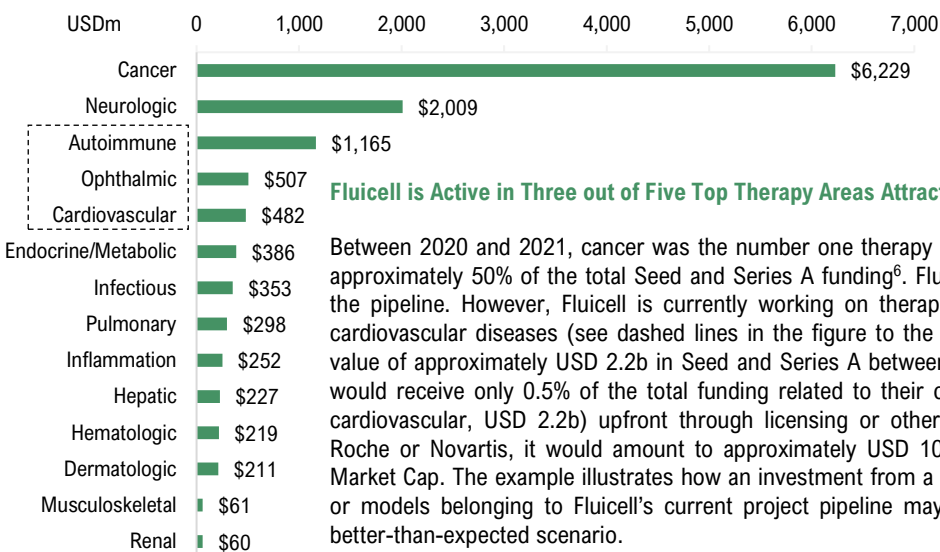 USDm 0 1,000 2,000 3,000 4,000 5,000 6,000 7,000
Cancer $6,229
Neurologic $2,009
Autoimmune $1,165
Ophthalmic $507
Cardiovascular $482
Endocrine/Metabolic $386
Infectious $353
Pulmonary $298
Inflammation $252
Hepatic $227
Hematologic $219
Dermatologic $211
Musculoskeletal $61
Renal $60
Fluicell is Active in Three out of Five Top Therapy Areas
Between 2020 and 2021, cancer was the number one therapy
approximately 50% of the total Seed and Series A funding6.
the pipeline. However, Fluicell is currently working on
cardiovascular diseases (see dashed lines in the figure to the
value of approximately USD 2.2b in Seed and Series A between
would receive only 0.5% of the total funding related to their
cardiovascular, USD 2.2b) upfront through licensing or
Roche or Novartis, it would amount to approximately USD
Market Cap. The example illustrates how an investment from a
or models belonging to Fluicell's current project pipeline may
better-than-expected scenario.